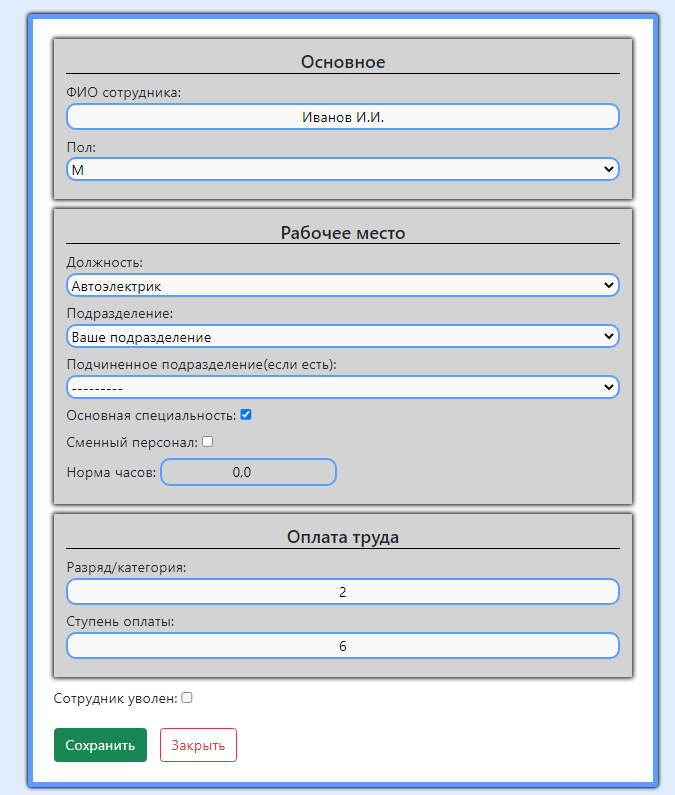 Основное
ФИО сотрудника:
Иванов И.И.
Пол:
М
Рабочее место
Должность:
Автоэлектрик
Подразделение:
Ваше подразделение
Подчиненное подразделение(если есть):
---------
Основная специальность:
Сменный персонал:
Норма часов: 0,0
Оплата труда
Разряд/категория:
2
Ступень оплаты:
6
Сотрудник уволен:
Сохранить Закрыть